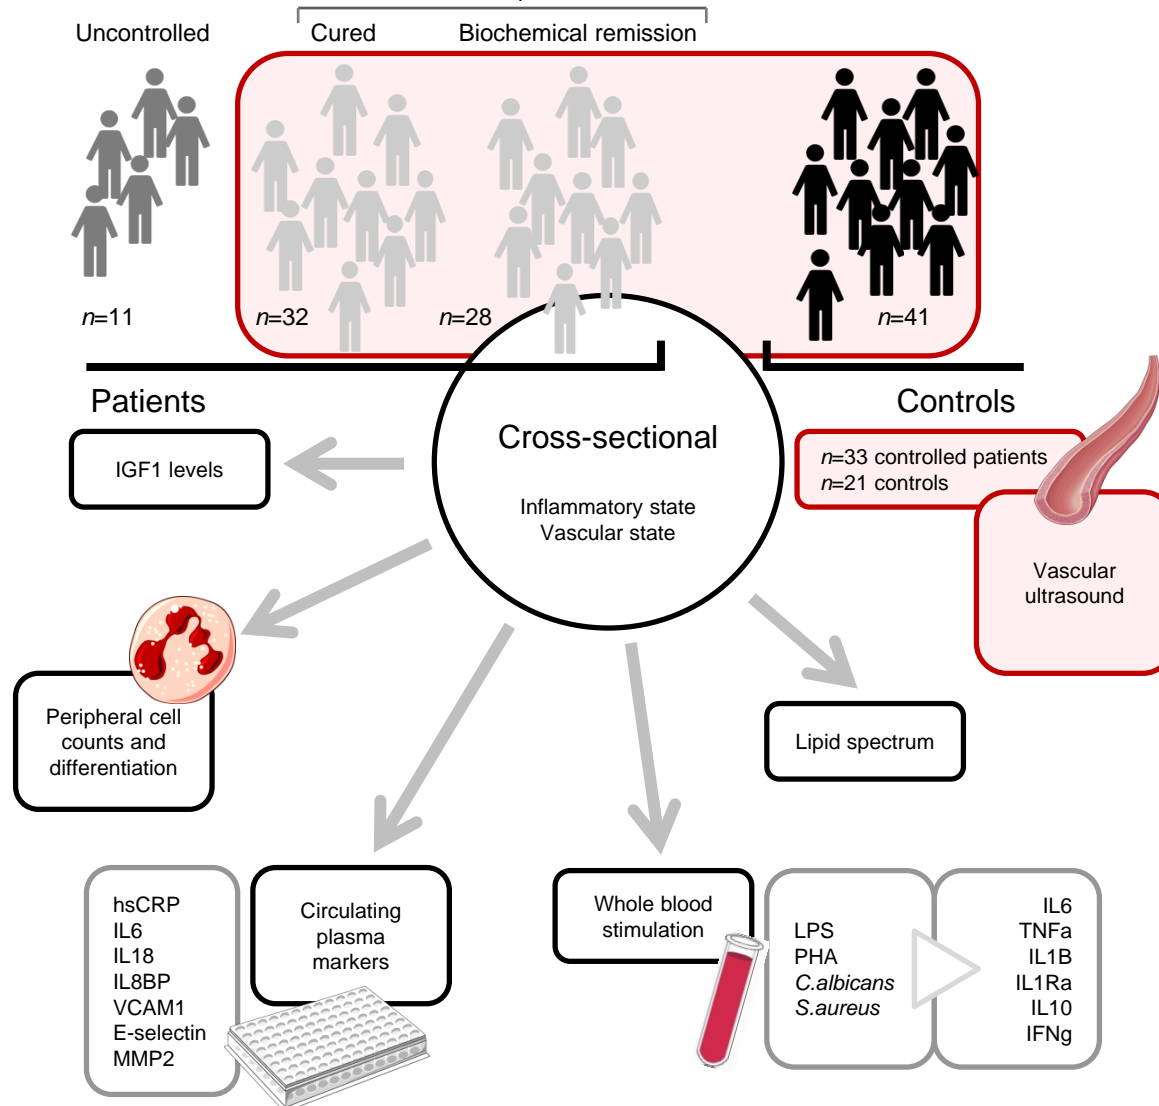 Uncontrolled
Cured
Biochemical remission
n=11
n=32
n=28
n=41
Patients
Controls
Cross-sectional
Inflammatory state
Vascular state
IGF1 levels
n=33 controlled patients
n=21 controls
Vascular
ultrasound
Peripheral cell
counts and
differentiation
Lipid spectrum
hsCRP
IL6
IL18
IL8BP
VCAM1
E-selectin
MMP2
Circulating
plasma
markers
Whole blood
stimulation
LPS
PHA
C.albicans
S.aureus
IL6
TNFa
IL1B
IL1Ra
IL10
IFNg